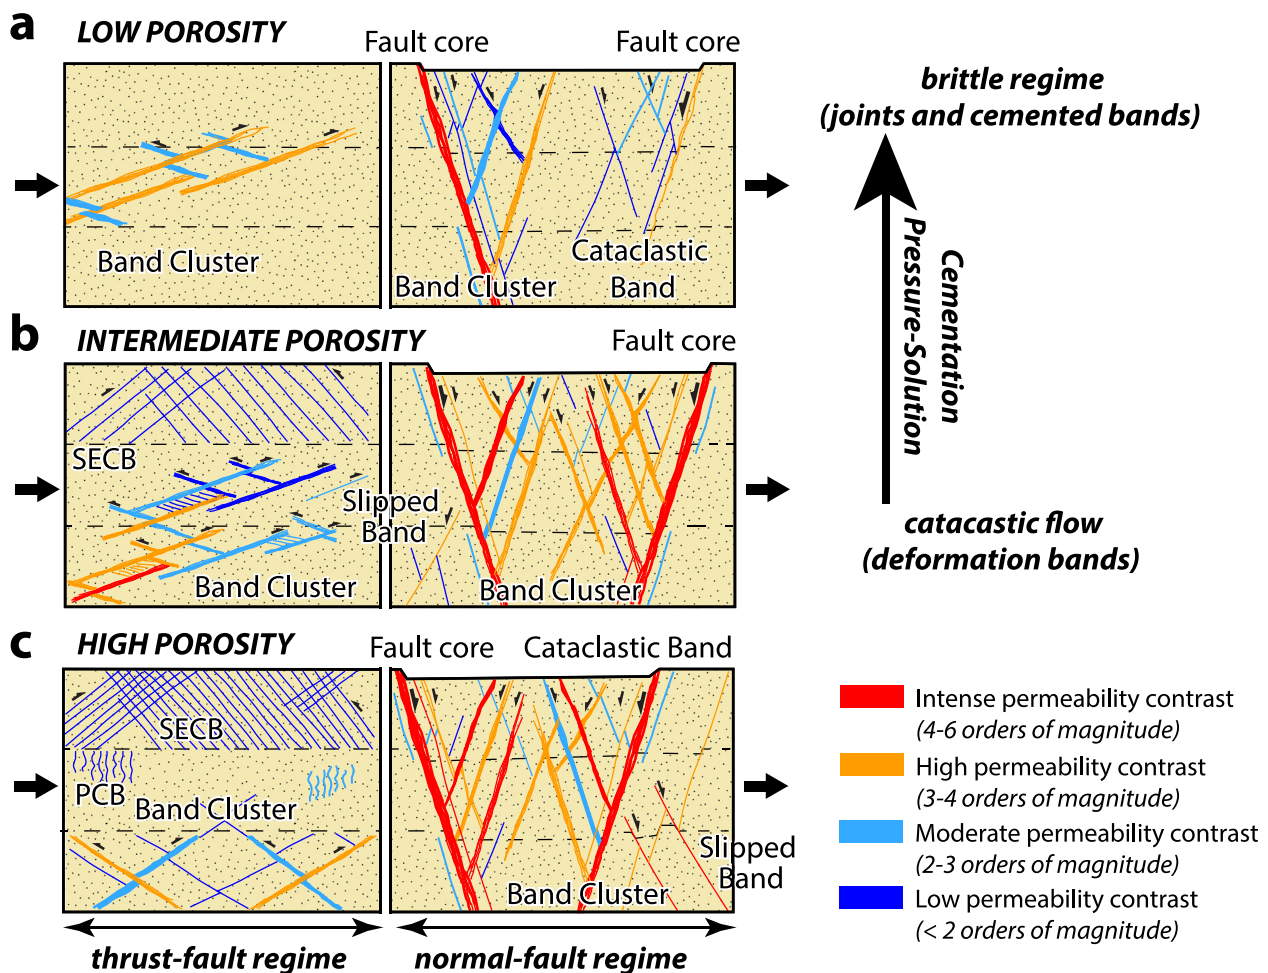 a LOW POROSITY
Fault core
Fault core
Band Cluster
Band Cluster
Cataclastic
Band
b INTERMEDIATE POROSITY
Fault core
SECB
Slipped
Band
Band Cluster
Band Cluster
c HIGH POROSITY
Fault core
Cataclastic Band
SECB
PCB
Band Cluster
Band Cluster
Slipped
Band
thrust-fault regime
normal-fault regime
brittle regime
(joints and cemented bands)
Cementation
Pressure-Solution
catacastic flow
(deformation bands)
Intense permeability contrast
(4-6 orders of magnitude)
High permeability contrast
(3-4 orders of magnitude)
Moderate permeability contrast
(2-3 orders of magnitude)
Low permeability contrast
(< 2 orders of magnitude)